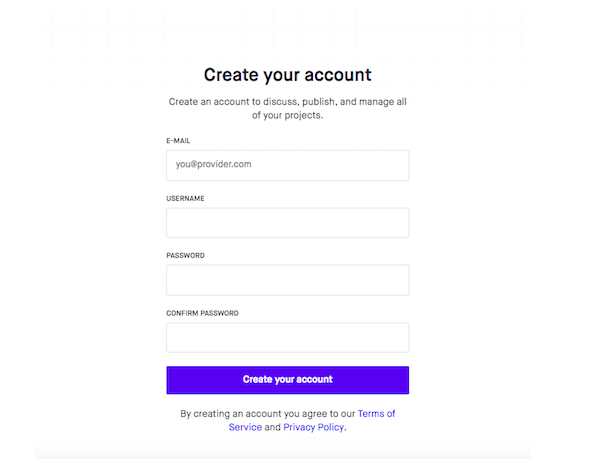 Create your account
Create an account to discuss, publish, and manage all
of your projects.
E-MAIL
you@provider.com
USERNAME
PASSWORD
CONFIRM PASSWORD
Create your account
By creating an account you agree to our Terms of
Service and Privacy Policy.